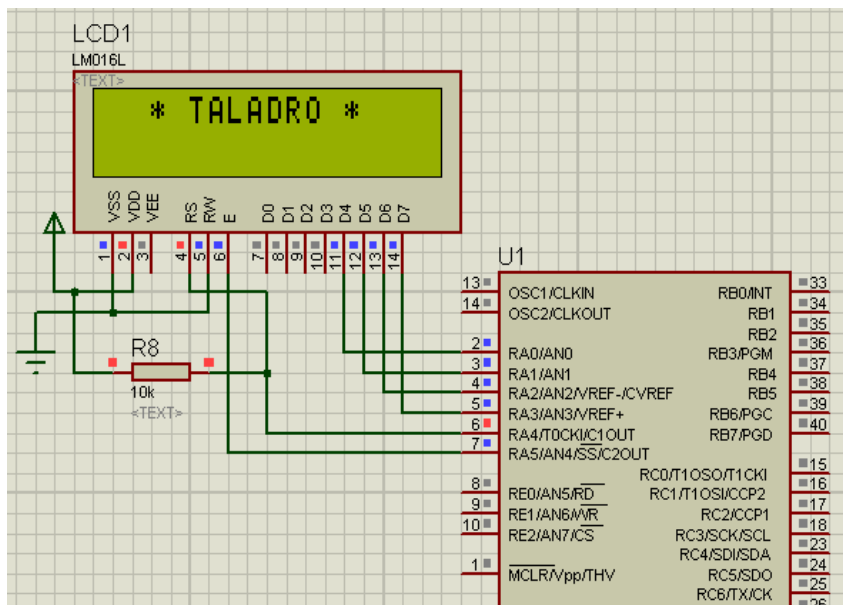 LCD1
LM016L
<TEXT>
* TALADRO *
VSS
VDD
VEE
RS
RW
E
D0
D1
D2
D3
D4
D5
D6
D7
1
2
3
4
5
6
7
8
9
10
11
12
13
14
R8
10k
<TEXT>
U1
13 OSC1/CLKIN RB0/INT 33
14 OSC2/CLKOUT RB1 34
RB2 35
2 RA0/AN0 RB3/PGM 36
3 RA1/AN1 RB4 37
4 RA2/AN2/VREF-/CVREF RB5 38
5 RA3/AN3/VREF+ RB6/PGC 39
6 RA4/T0CKI/C1OUT RB7/PGD 40
7 RA5/AN4/SS/C2OUT
RC0/T1OSO/T1CKI 15
8 RE0/AN5/RD RC1/T1OSI/CCP2 16
9 RE1/AN6/WR RC2/CCP1 17
10 RE2/AN7/CS RC3/SCK/SCL 18
RC4/SDI/SDA 23
1 MCLR/Vpp/THV RC5/SDO 24
RC6/TX/CK 25
26